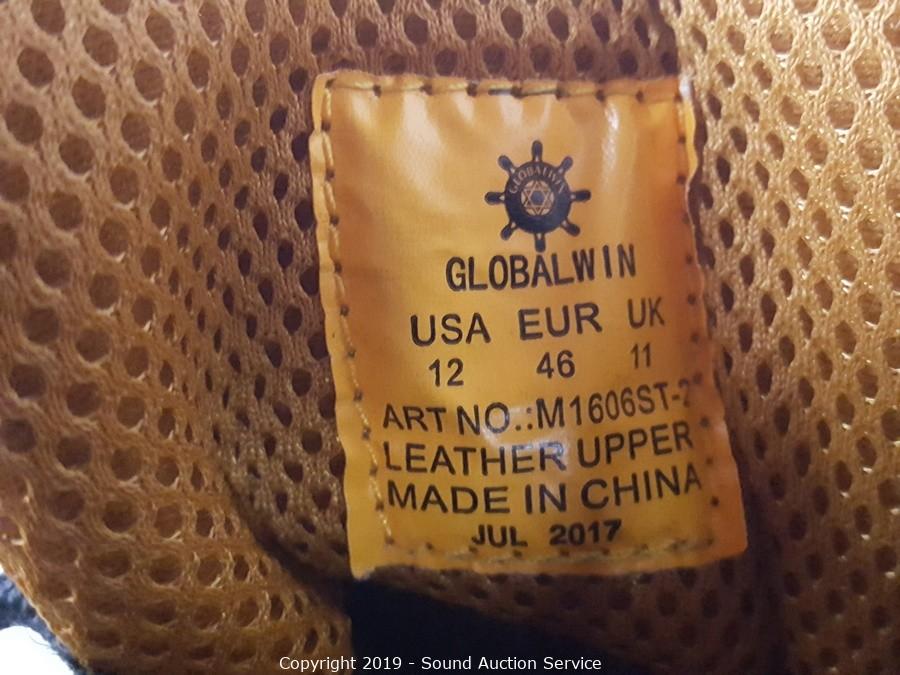 GLOBALWIN
GLOBALWIN
USA EUR UK
12 46 11
ART NO.:M1606ST-2
LEATHER UPPER
MADE IN CHINA
JUL 2017
Copyright 2019 - Sound Auction Service